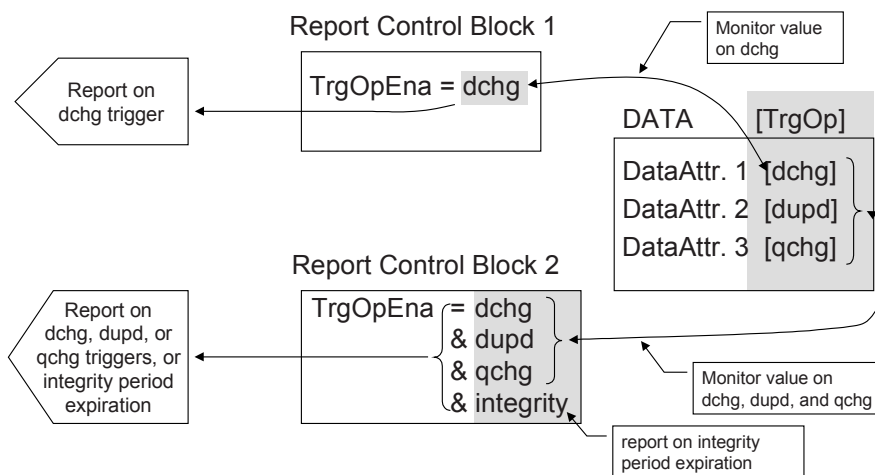 Report Control Block 1
Monitor value
on dchg
Report on
dchg trigger
TrgOpEna = dchg
DATA [TrgOp]
DataAttr. 1 [dchg]
DataAttr. 2 [dupd]
DataAttr. 3 [qchg]
Report Control Block 2
Report on
dchg, dupd, or
qchg triggers, or
integrity period
expiration
TrgOpEna = dchg
& dupd
& qchg
& integrity
Monitor value on
dchg, dupd, and qchg
report on integrity
period expiration